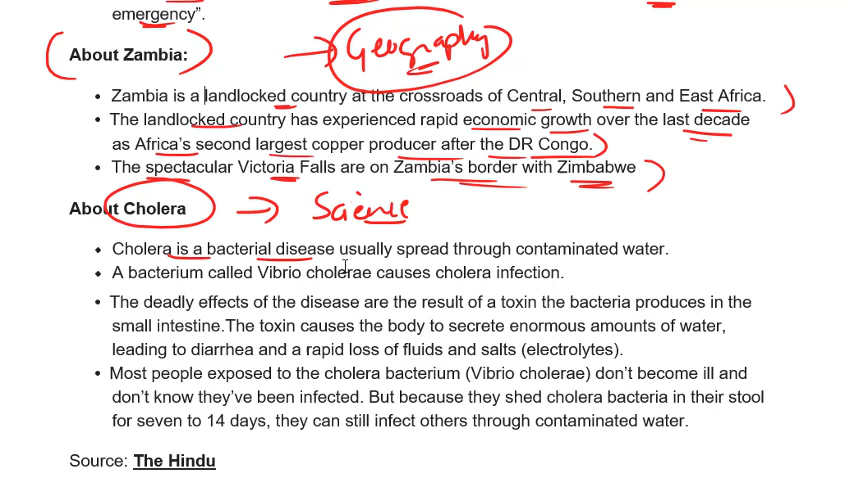 emergency”.
About Zambia:
Geography
• Zambia is a landlocked country at the crossroads of Central, Southern and East Africa.
• The landlocked country has experienced rapid economic growth over the last decade
as Africa’s second largest copper producer after the DR Congo.
• The spectacular Victoria Falls are on Zambia’s border with Zimbabwe
About Cholera
Science
• Cholera is a bacterial disease usually spread through contaminated water.
• A bacterium called Vibrio cholerae causes cholera infection.
• The deadly effects of the disease are the result of a toxin the bacteria produces in the
small intestine.The toxin causes the body to secrete enormous amounts of water,
leading to diarrhea and a rapid loss of fluids and salts (electrolytes).
• Most people exposed to the cholera bacterium (Vibrio cholerae) don’t become ill and
don’t know they’ve been infected. But because they shed cholera bacteria in their stool
for seven to 14 days, they can still infect others through contaminated water.
Source: The Hindu